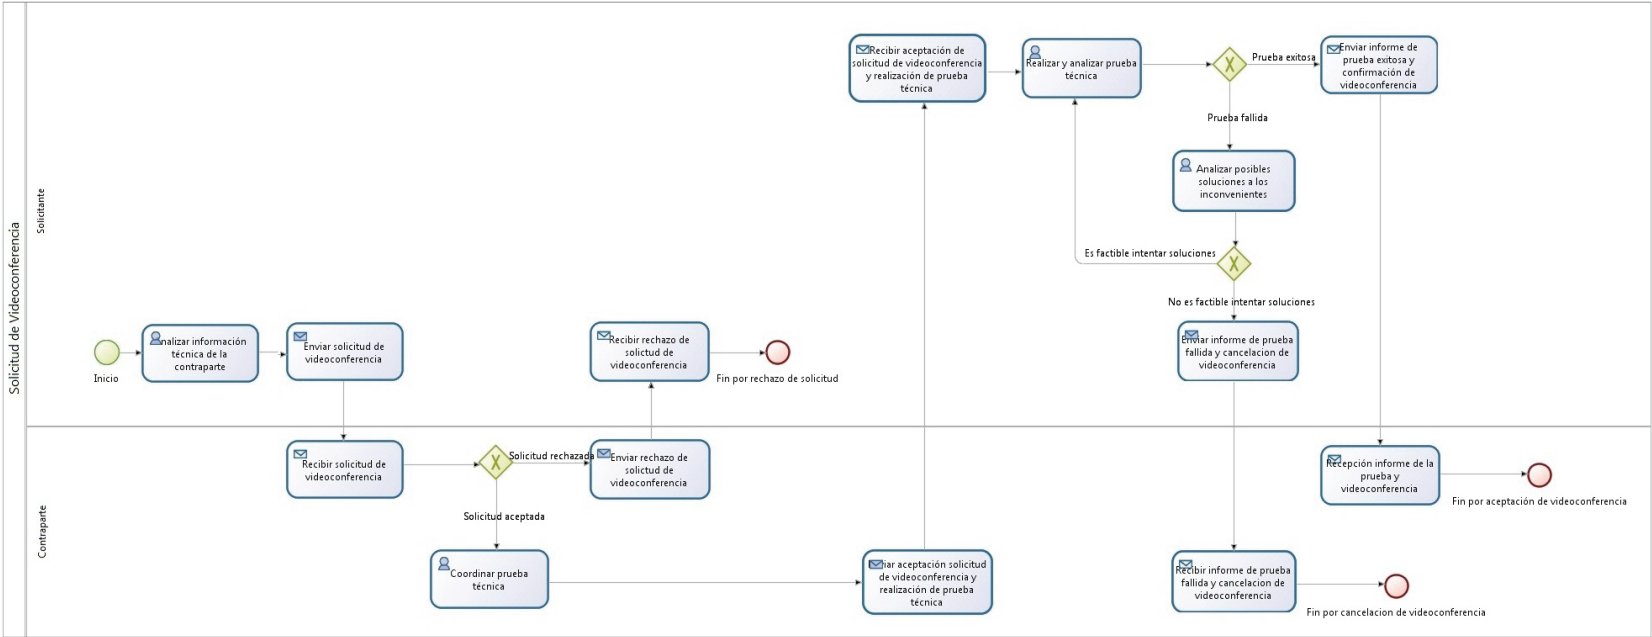 Solicitud de Videoconferencia
Solicitante
Contraparte
Inicio
Analizar información
técnica de la
contraparte
Enviar solicitud de
videoconferencia
Recibir solicitud de
videoconferencia
Solicitud rechazada
Solicitud aceptada
Enviar rechazo de
solictud de
videoconferencia
Recibir rechazo de
solictud de
videoconferencia
Fin por rechazo de solicitud
Coordinar prueba
técnica
Enviar aceptación solicitud
de videoconferencia y
realización de prueba
técnica
Recibir aceptación de
solicitud de videoconferencia
y realización de prueba
técnica
Realizar y analizar prueba
técnica
Prueba exitosa
Prueba fallida
Enviar informe de
prueba exitosa y
confirmación de
videoconferencia
Analizar posibles
soluciones a los
inconvenientes
Es factible intentar soluciones
No es factible intentar soluciones
Enviar informe de prueba
fallida y cancelacion de
videoconferencia
Recepción informe de la
prueba y
videoconferencia
Fin por aceptación de videoconferencia
Recibir informe de prueba
fallida y cancelacion de
videoconferencia
Fin por cancelacion de videoconferencia